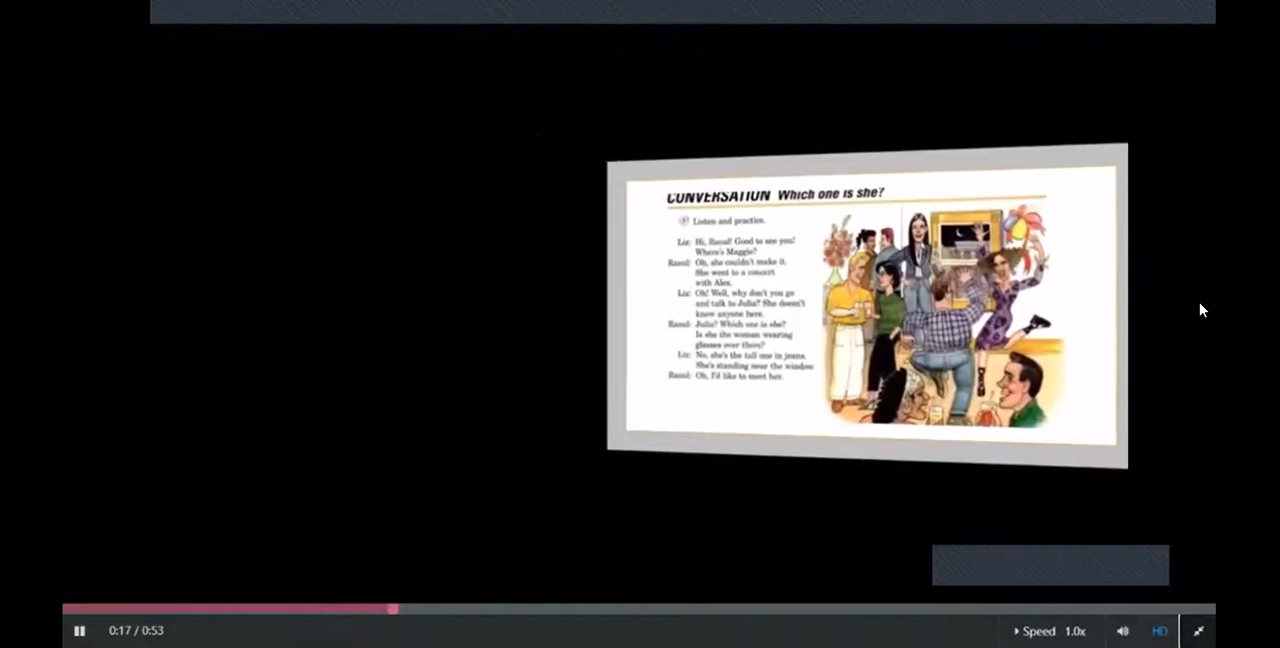 CONVERSATION Which one is she?
Listen and practice.
Liz: Hi, Raoul! Good to see you!
Where's Maggie?
Raoul: Oh, she couldn't make it.
She went to a concert
with Alex.
Liz: Oh! Well, why don't you go
and talk to Julia? She doesn't
know anyone here.
Raoul: Julia? Which one is she?
Is she the woman wearing
glasses over there?
Liz: No, she's the tall one in jeans.
She's standing near the window
Raoul: Oh, I'd like to meet her.
0:17 / 0:53
Speed 1.0x
HD